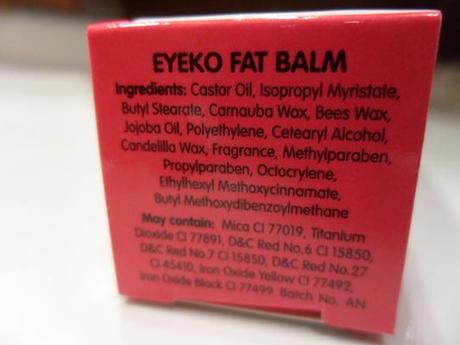 EYEKO FAT BALM
Ingredients: Castor Oil, Isopropyl Myristate,
Butyl Stearate, Carnauba Wax, Bees Wax,
Jojoba Oil, Polyethylene, Cetearyl Alcohol,
Candelilla Wax, Fragrance, Methylparaben,
Propylparaben, Octocrylene,
Ethylhexyl Methoxycinnamate,
Butyl Methoxydibenzoylmethane
May contain: Mica CI 77019, Titanium
Dioxide CI 77891, D&C Red No.6 CI 15850,
D&C Red No.7 CI 15850, D&C Red No.27
CI 45410, Iron Oxide Yellow CI 77492,
Iron Oxide Block CI 77499 Batch No. AN